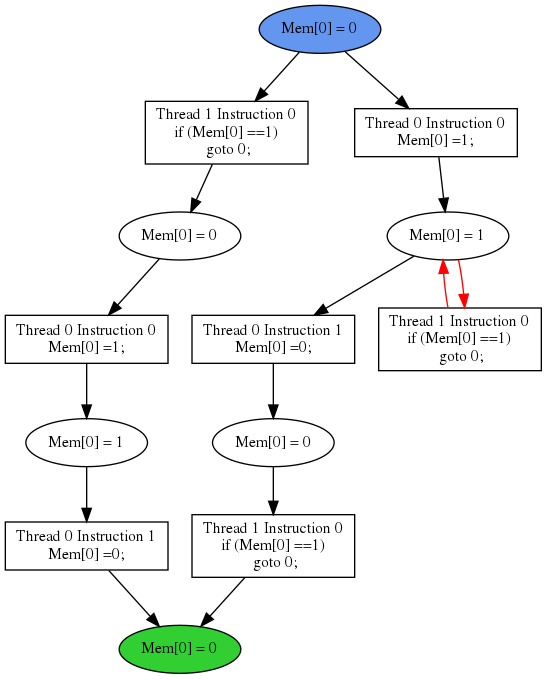 Mem[0] = 0
Thread 1 Instruction 0
if (Mem[0] ==1)
goto 0;
Thread 0 Instruction 0
Mem[0] =1;
Mem[0] = 0
Mem[0] = 1
Thread 0 Instruction 0
Mem[0] =1;
Thread 0 Instruction 1
Mem[0] =0;
Thread 1 Instruction 0
if (Mem[0] ==1)
goto 0;
Mem[0] = 1
Mem[0] = 0
Thread 0 Instruction 1
Mem[0] =0;
Thread 1 Instruction 0
if (Mem[0] ==1)
goto 0;
Mem[0] = 0